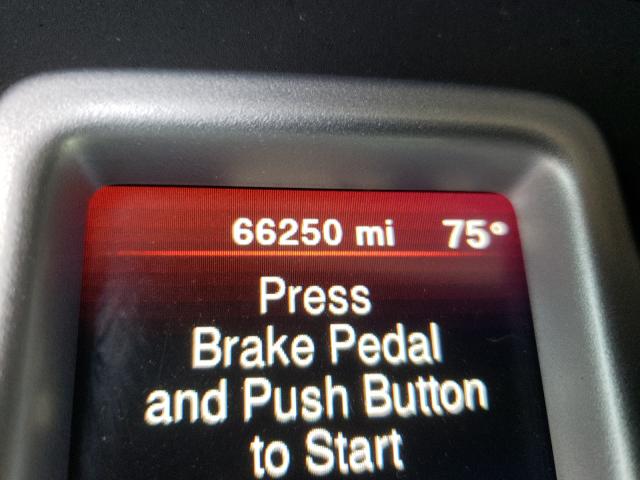 66250 mi 75°
Press
Brake Pedal
and Push Button
to Start